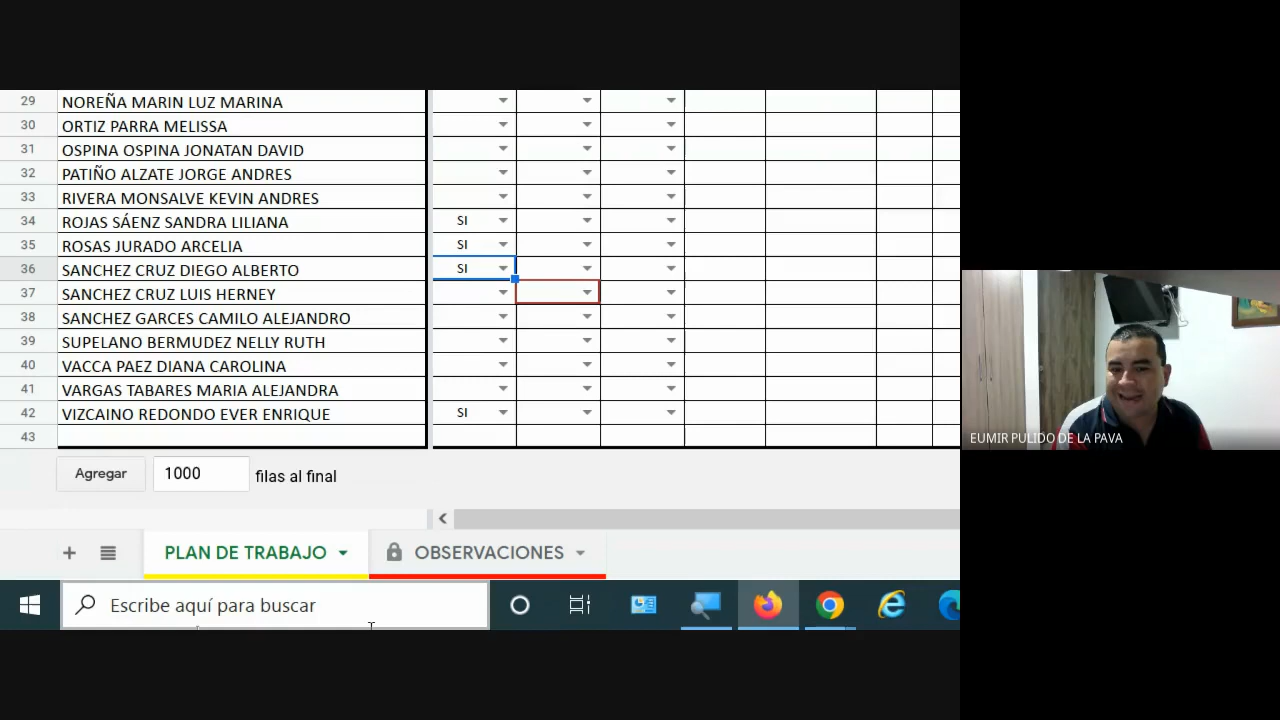 29 NOREÑA MARIN LUZ MARINA
30 ORTIZ PARRA MELISSA
31 OSPINA OSPINA JONATAN DAVID
32 PATIÑO ALZATE JORGE ANDRES
33 RIVERA MONSALVE KEVIN ANDRES
34 ROJAS SÁENZ SANDRA LILIANA SI
35 ROSAS JURADO ARCELIA SI
36 SANCHEZ CRUZ DIEGO ALBERTO SI
37 SANCHEZ CRUZ LUIS HERNEY
38 SANCHEZ GARCES CAMILO ALEJANDRO
39 SUPELANO BERMUDEZ NELLY RUTH
40 VACCA PAEZ DIANA CAROLINA
41 VARGAS TABARES MARIA ALEJANDRA
42 VIZCAINO REDONDO EVER ENRIQUE SI
43
Agregar 1000 filas al final
PLAN DE TRABAJO OBSERVACIONES
Escribe aquí para buscar
EUMIR PULIDO DE LA PAVA